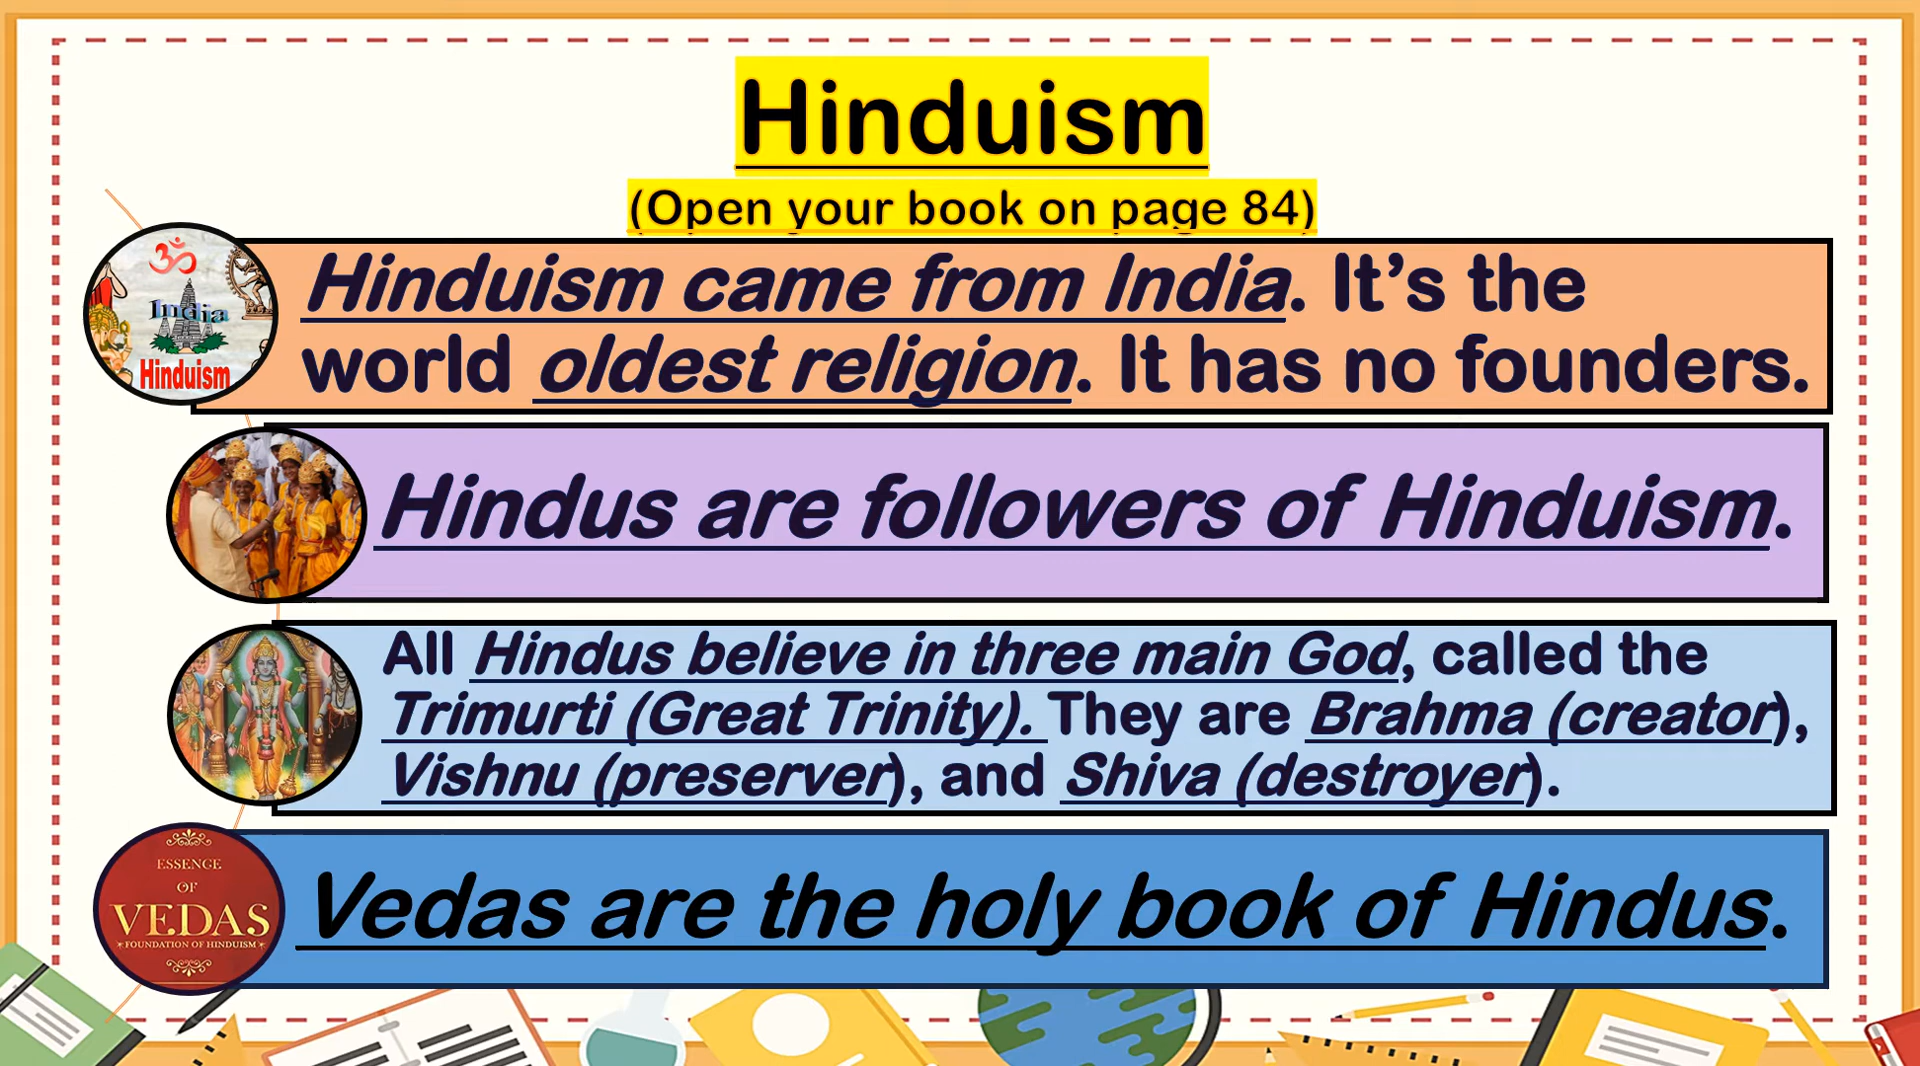 Hinduism
(Open your book on page 84)
India
Hinduism
Hinduism came from India. It’s the
world oldest religion. It has no founders.
Hindus are followers of Hinduism.
All Hindus believe in three main God, called the
Trimurti (Great Trinity). They are Brahma (creator),
Vishnu (preserver), and Shiva (destroyer).
ESSENGE
OF
VEDAS
FOUNDATION OF HINDUISM
Vedas are the holy book of Hindus.